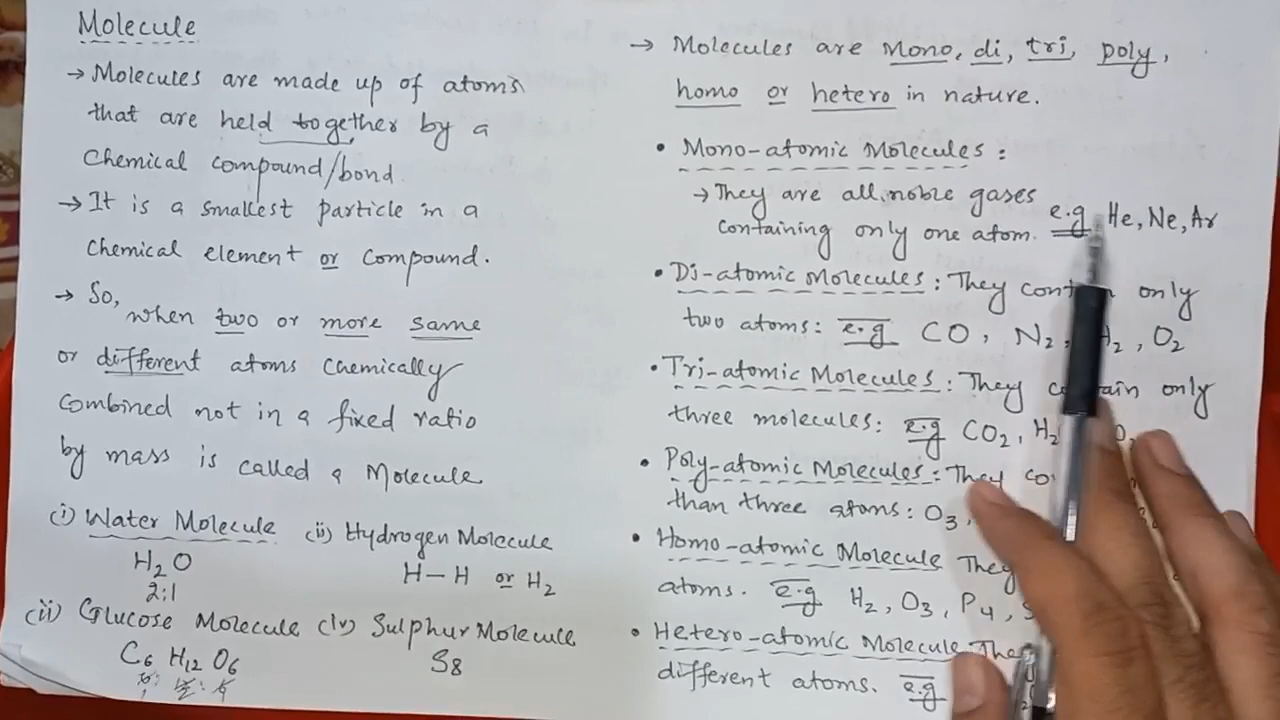 Molecule
→ Molecules are made up of atoms
that are held together by a
Chemical compound/bond.
→ It is a smallest particle in a
chemical element or compound.
→ So, when two or more same
or different atoms chemically
combined not in a fixed ratio
by mass is called a Molecule
(i) Water Molecule (ii) Hydrogen Molecule
H2O H-H or H2
2:1
(ii) Glucose Molecule (iv) Sulphur Molecule
C6 H12 O6 S8
→ Molecules are Mono, di, tri, poly,
homo or hetero in nature.
• Mono-atomic Molecules:
→ They are all noble gases
containing only one atom. e.g He, Ne, Ar
• Di-atomic Molecules: They only
two atoms: e.g CO, N2, O2
• Tri-atomic Molecules: They only
three molecules: e.g CO2,
• Poly-atomic Molecules: They
than three atoms: O3,
• Homo-atomic Molecule They
atoms. e.g H2, O3, P4,
• Hetero-atomic Molecule
different atoms. e.g